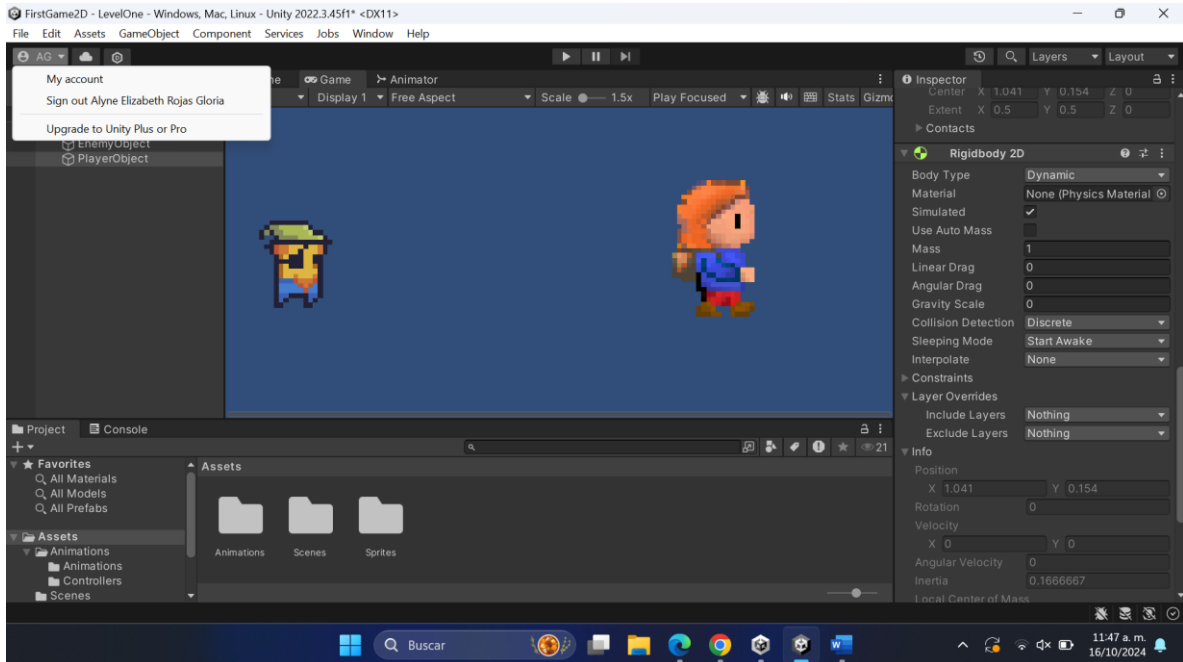 FirstGame2D - LevelOne - Windows, Mac, Linux - Unity 2022.3.45f1* <DX11>
File Edit Assets GameObject Component Services Jobs Window Help
AG
Layers Layout
My account
Sign out Alyne Elizabeth Rojas Gloria
Upgrade to Unity Plus or Pro
Game Animator
Display 1 Free Aspect Scale 1.5x Play Focused Stats Gizmo
EnemyObject
PlayerObject
Inspector
Center X 1.041 Y 0.154 Z 0
Extent X 0.5 Y 0.5 Z 0
Contacts
Rigidbody 2D
Body Type Dynamic
Material None (Physics Material
Simulated
Use Auto Mass
Mass 1
Linear Drag 0
Angular Drag 0
Gravity Scale 0
Collision Detection Discrete
Sleeping Mode Start Awake
Interpolate None
Constraints
Layer Overrides
Include Layers Nothing
Exclude Layers Nothing
Info
Position
X 1.041 Y 0.154
Rotation 0
Velocity
X 0 Y 0
Angular Velocity 0
Inertia 0.1666667
Local Center of Mass
Project Console
21
Favorites
All Materials
All Models
All Prefabs
Assets
Animations
Animations
Controllers
Scenes
Assets
Animations Scenes Sprites
Buscar
11:47 a. m.
16/10/2024